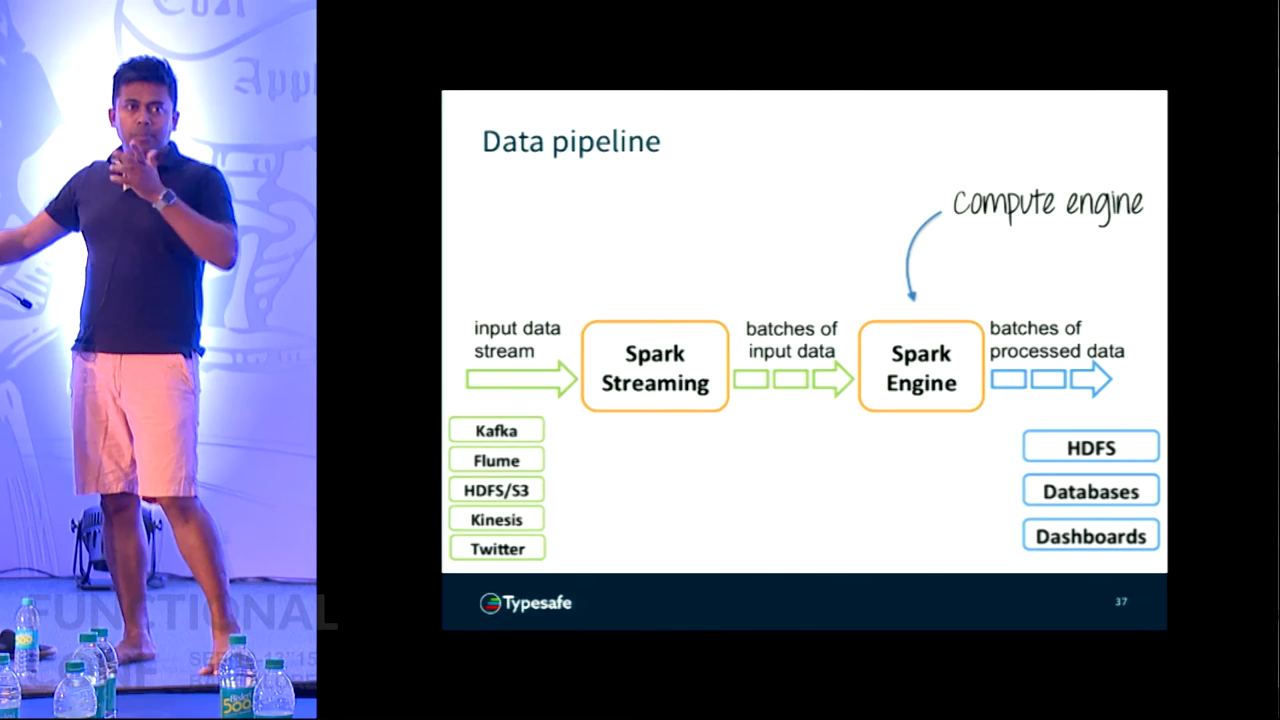 Data pipeline
compute engine
input data
stream
Spark
Streaming
batches of
input data
Spark
Engine
batches of
processed data
Kafka
Flume
HDFS/S3
Kinesis
Twitter
HDFS
Databases
Dashboards
Typesafe
37
FUNCTIONAL
500